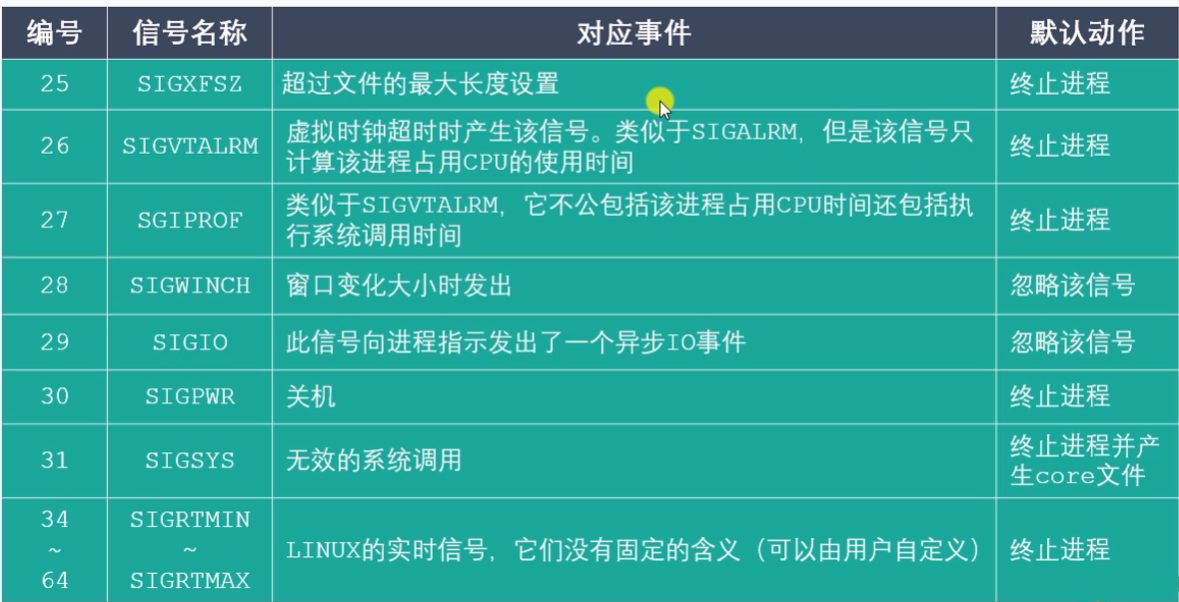 编号 信号名称 对应事件 默认动作
25 SIGXFSZ 超过文件的最大长度设置 终止进程
26 SIGVTALRM 虚拟时钟超时时产生该信号。类似于SIGALRM，但是该信号只
计算该进程占用CPU的使用时间 终止进程
27 SGIPROF 类似于SIGVTALRM，它不公包括该进程占用CPU时间还包括执
行系统调用时间 终止进程
28 SIGWINCH 窗口变化大小时发出 忽略该信号
29 SIGIO 此信号向进程指示发出了一个异步IO事件 忽略该信号
30 SIGPWR 关机 终止进程
31 SIGSYS 无效的系统调用 终止进程并产
生core文件
34
~
64
SIGRTMIN
~
SIGRTMAX
LINUX的实时信号，它们没有固定的含义（可以由用户自定义） 终止进程